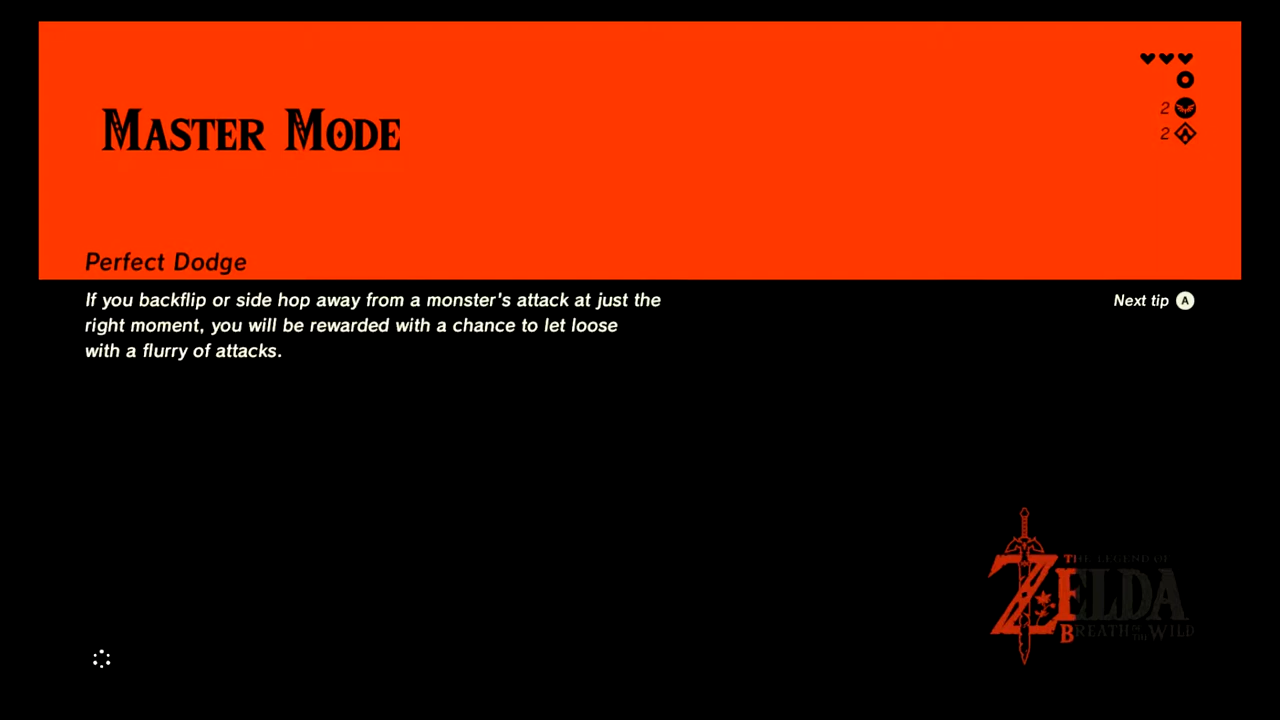 Master Mode
2
2
Perfect Dodge
If you backflip or side hop away from a monster's attack at just the
right moment, you will be rewarded with a chance to let loose
with a flurry of attacks.
Next tip A
THE LEGEND OF
ZELDA
BREATH OF THE WILD